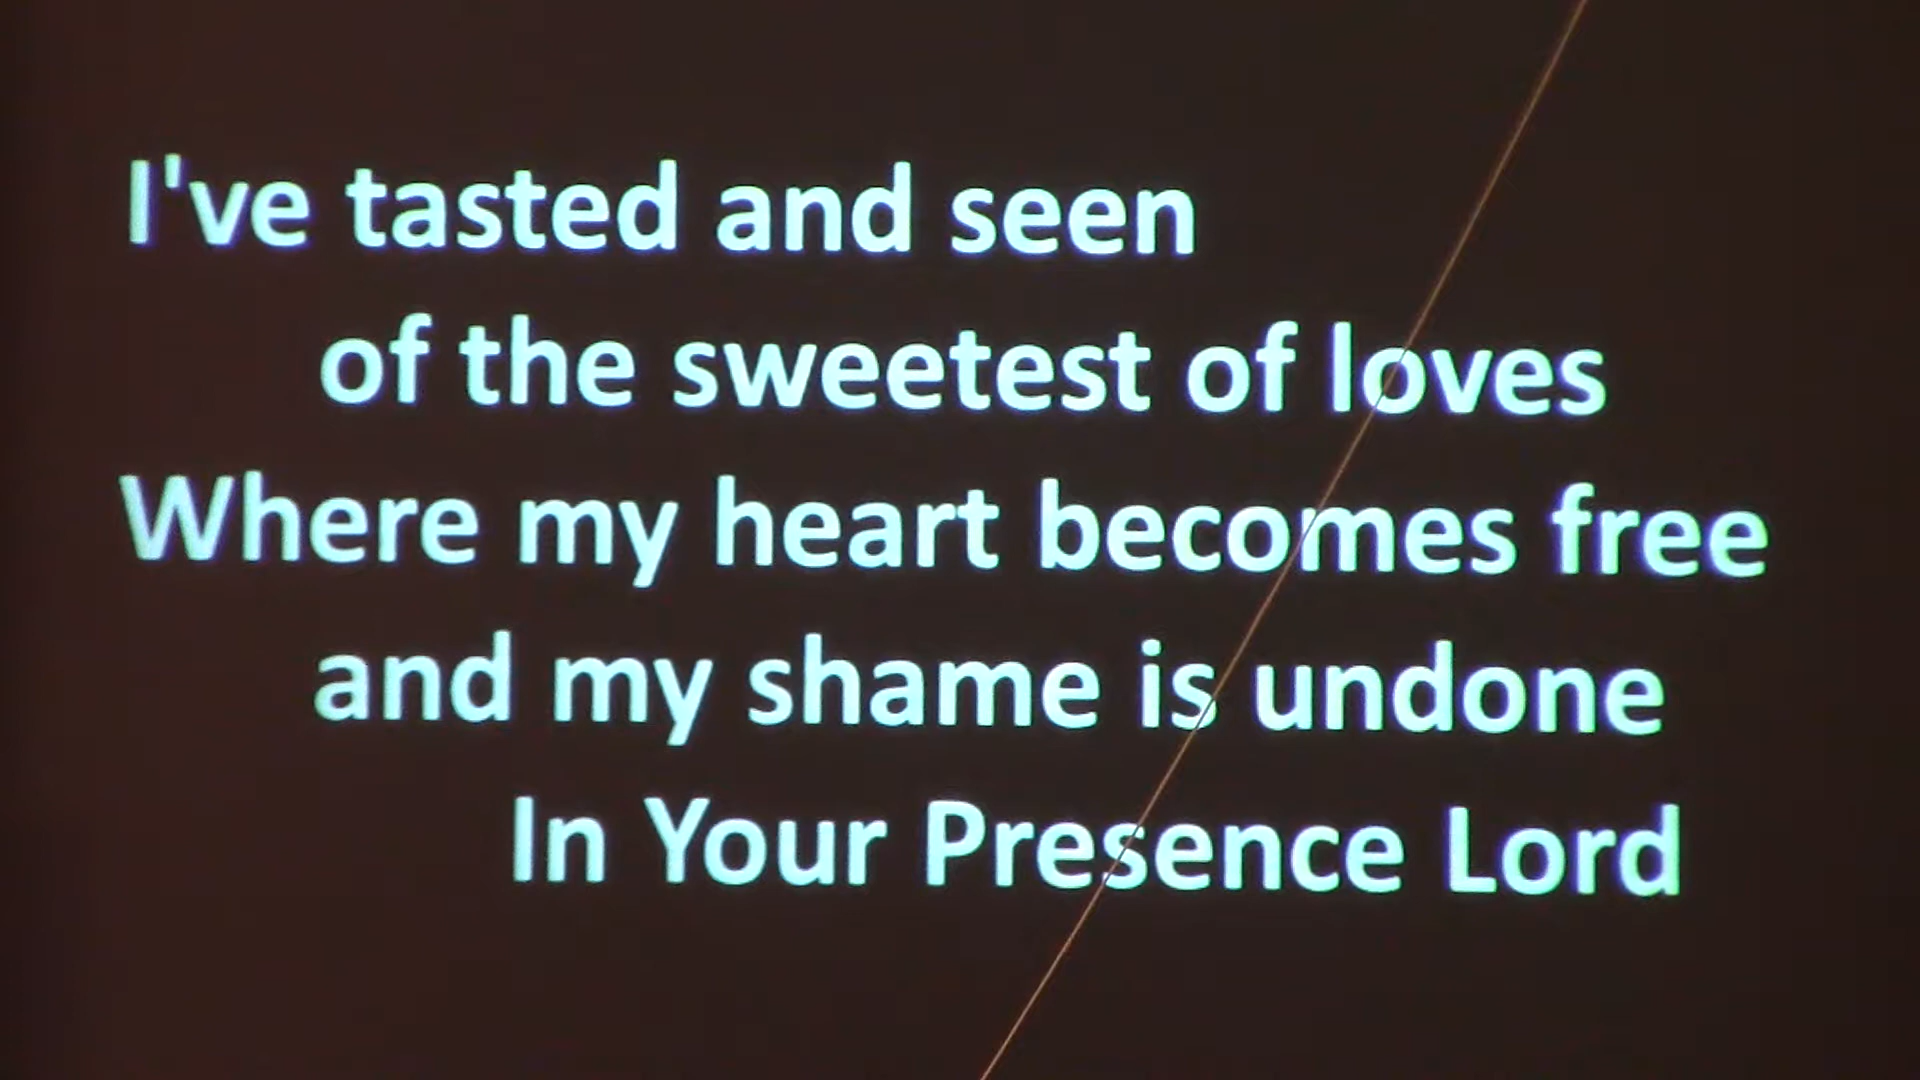 I've tasted and seen
of the sweetest of loves
Where my heart becomes free
and my shame is undone
In Your Presence Lord